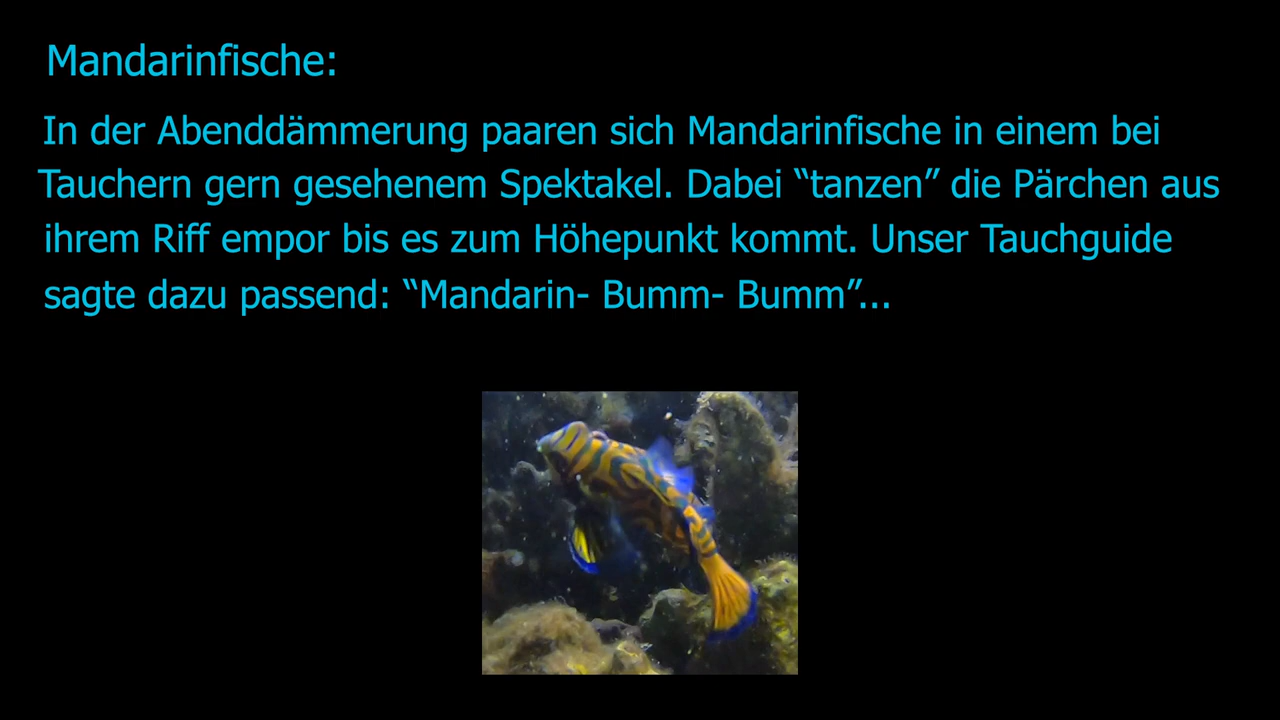 Mandarinfische:
In der Abenddämmerung paaren sich Mandarinfische in einem bei
Tauchern gern gesehenem Spektakel. Dabei “tanzen” die Pärchen aus
ihrem Riff empor bis es zum Höhepunkt kommt. Unser Tauchguide
sagte dazu passend: “Mandarin- Bumm- Bumm”...